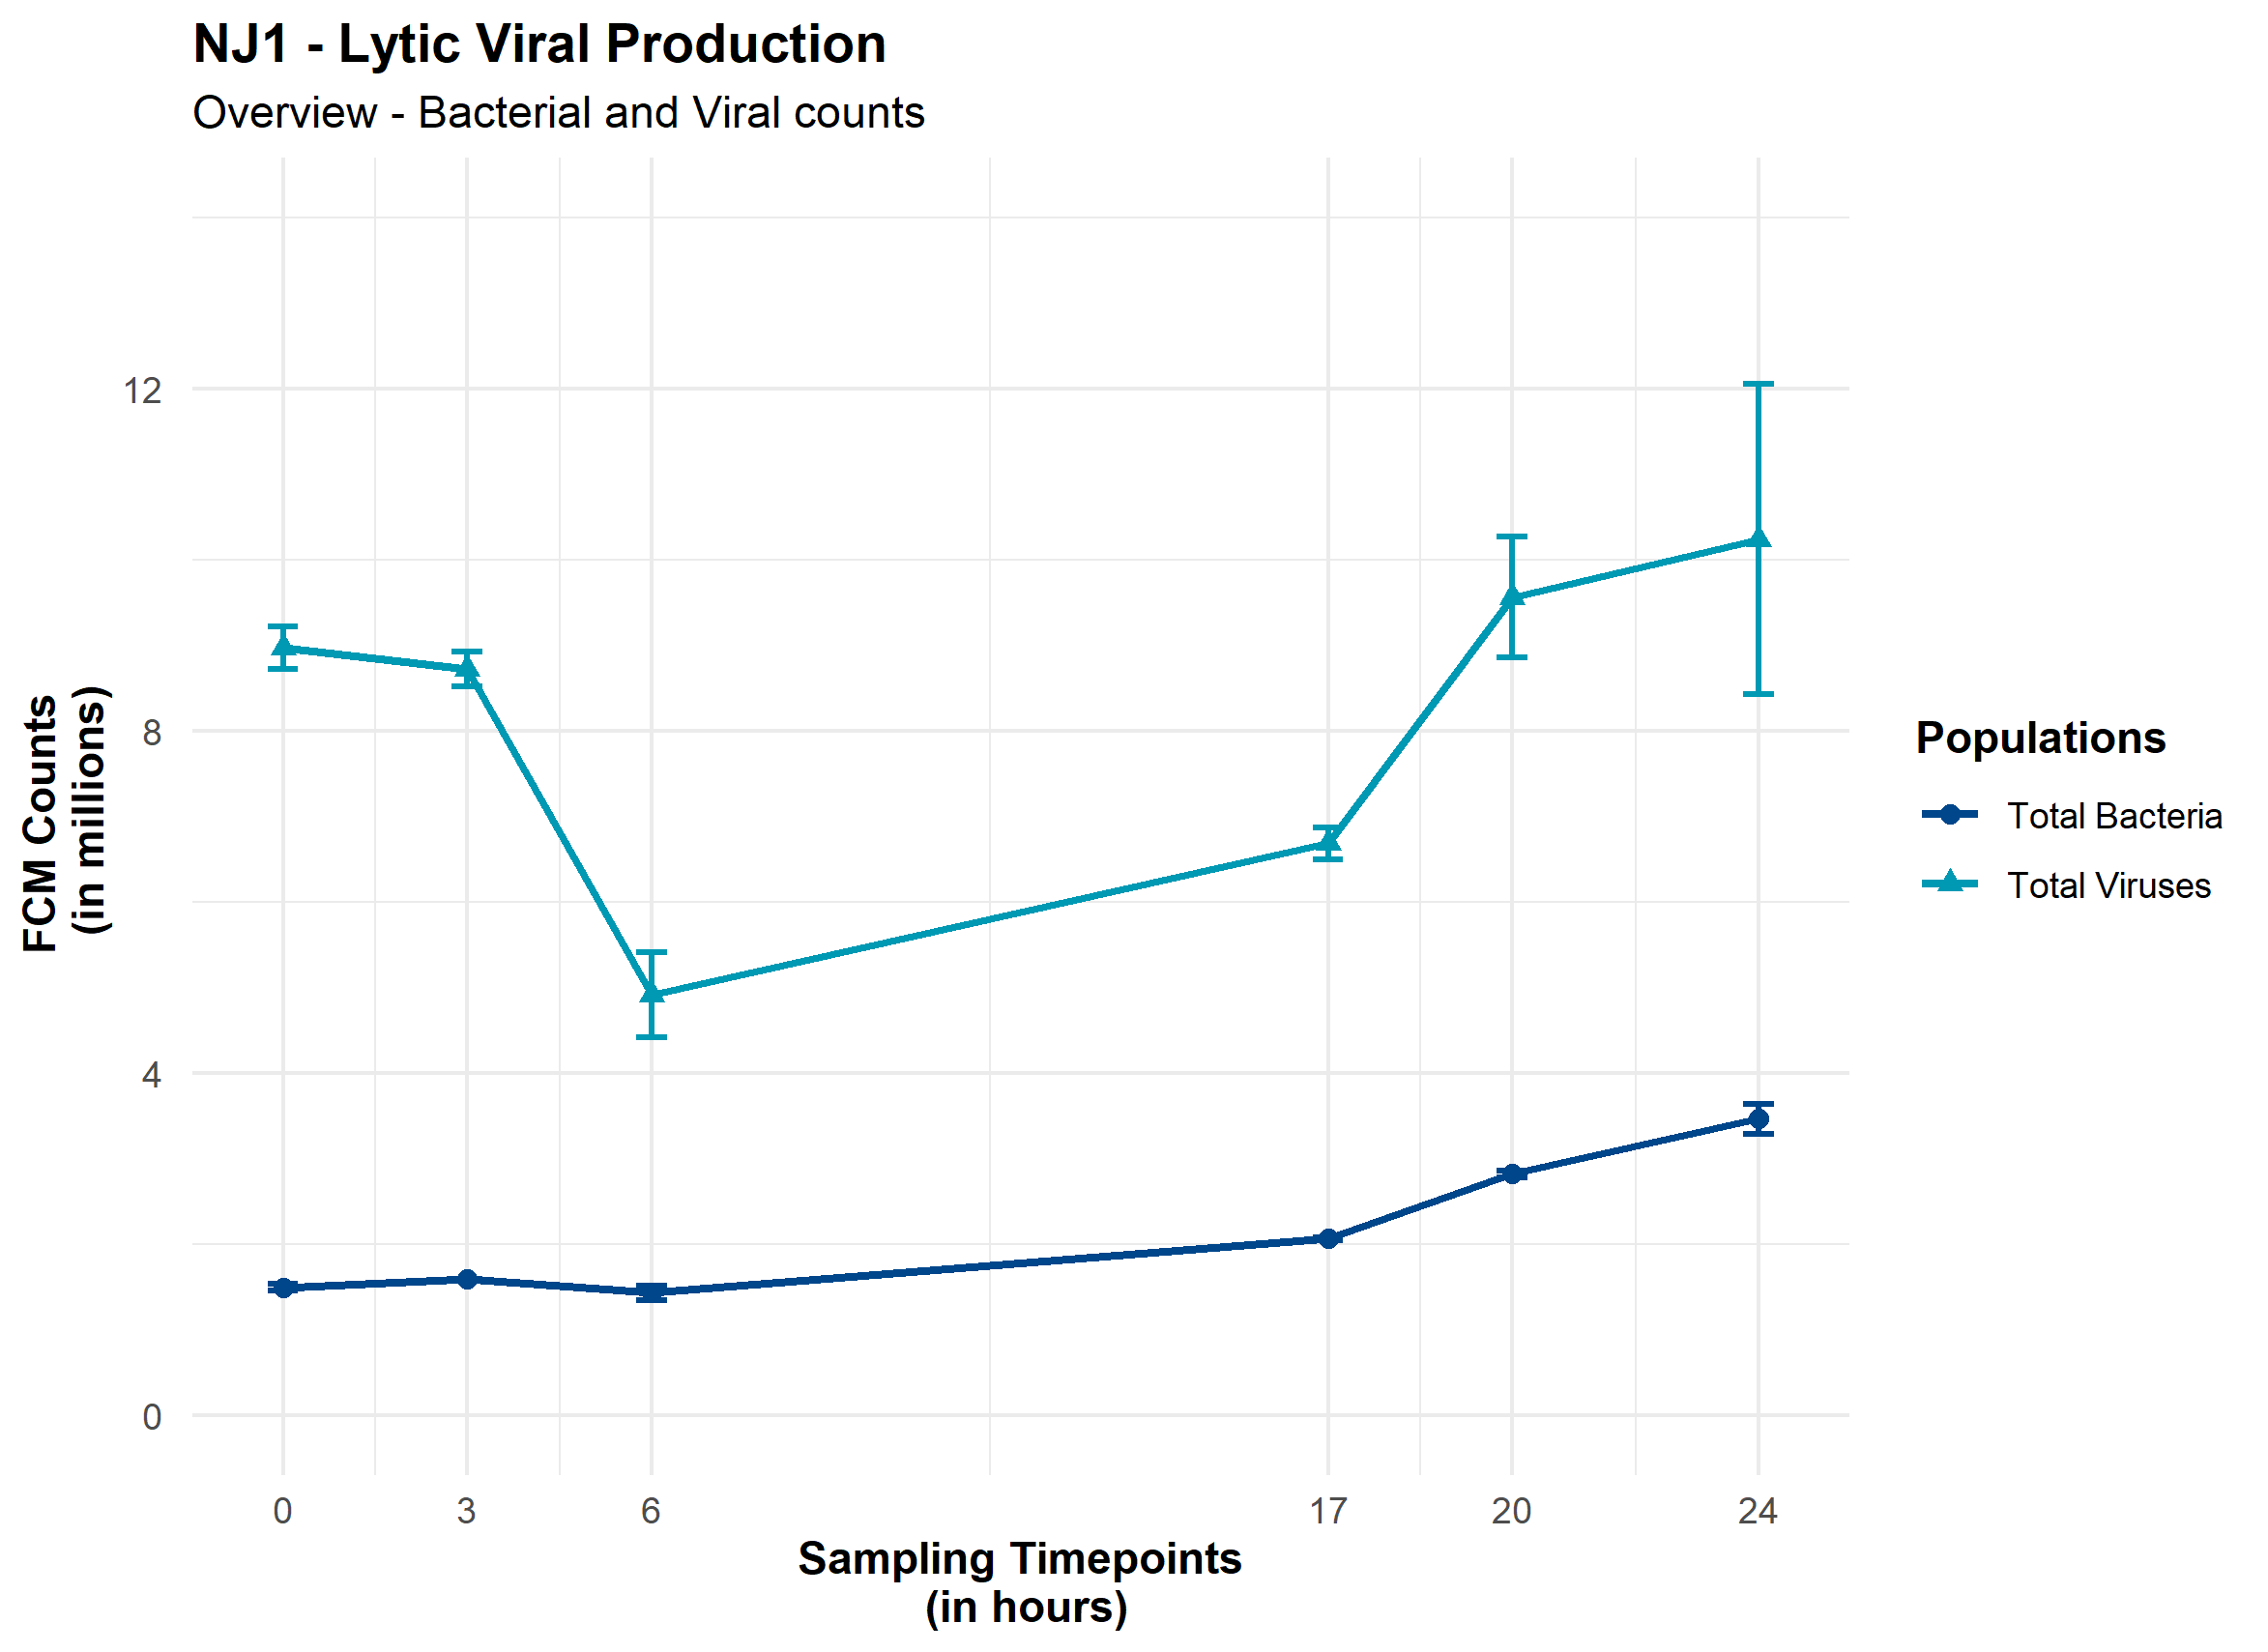 NJ1 - Lytic Viral Production
Overview - Bacterial and Viral counts
FCM Counts
(in millions)
12
8
4
0
0 3 6 17 20 24
Sampling Timepoints
(in hours)
Populations
Total Bacteria
Total Viruses